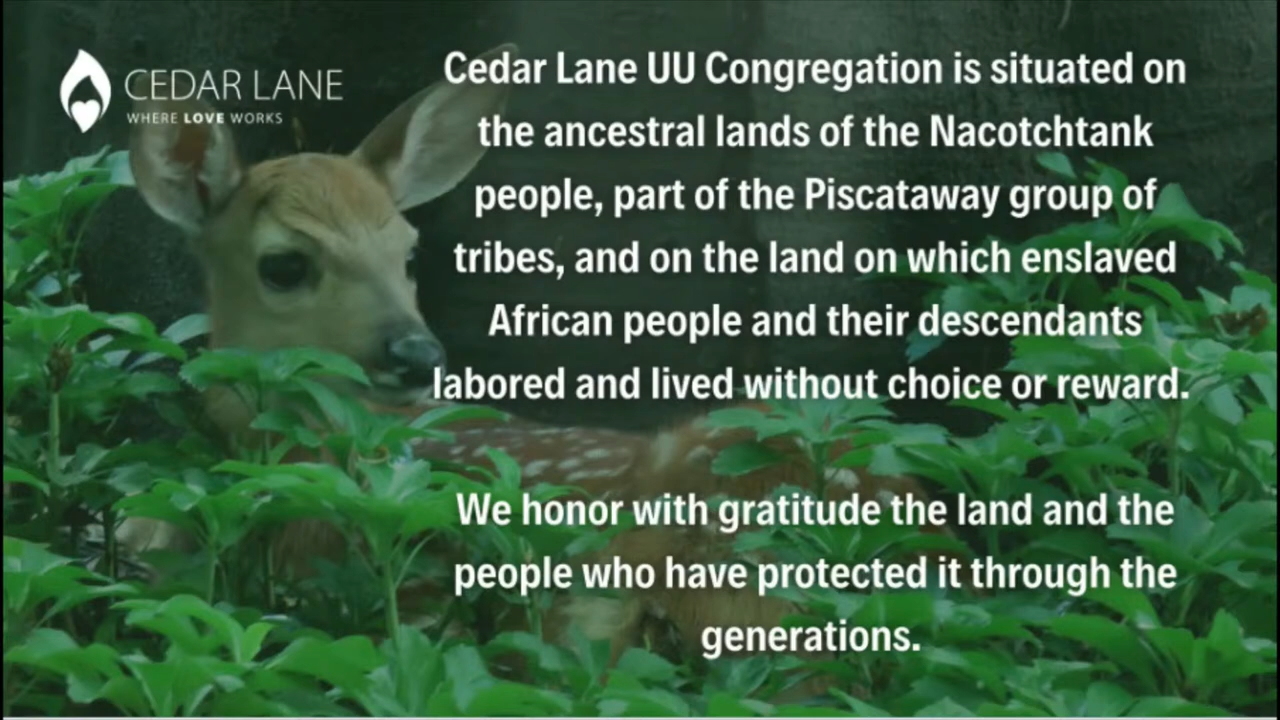 CEDAR LANE
WHERE LOVE WORKS
Cedar Lane UU Congregation is situated on
the ancestral lands of the Nacotchtank
people, part of the Piscataway group of
tribes, and on the land on which enslaved
African people and their descendants
labored and lived without choice or reward.
We honor with gratitude the land and the
people who have protected it through the
generations.